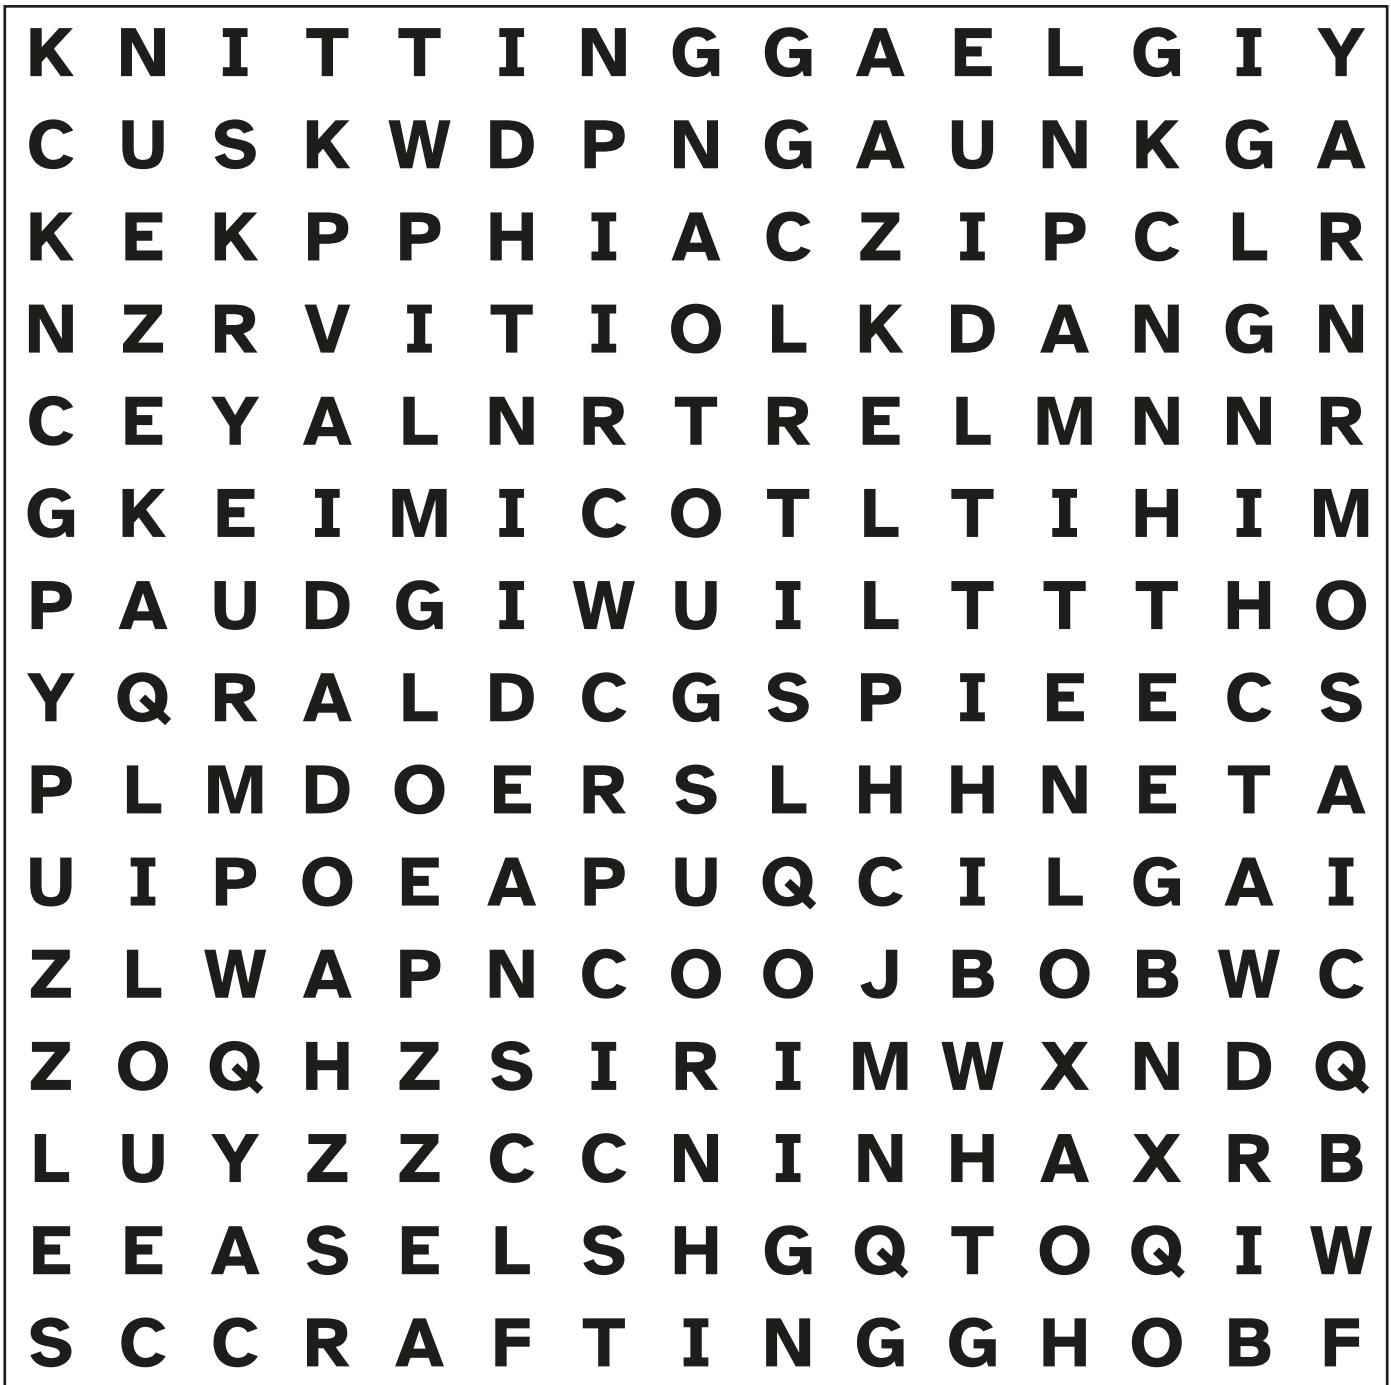 K N I T T I N G G A E L G I Y
C U S K W D P N G A U N K G A
K E K P P H I A C Z I P C L R
N Z R V I T I O L K D A N G N
C E Y A L N R T R E L M N N R
G K E I M I C O T L T I H I M
P A U D G I W U I L T T T H O
Y Q R A L D C G S P I E E C S
P L M D O E R S L H H N E T A
U I P O E A P U Q C I L G A I
Z L W A P N C O O J B O B W C
Z O Q H Z S I R I M W X N D Q
L U Y Z Z C C N I N H A X R B
E E A S E L S H G Q T O Q I W
S C C R A F T I N G G H O B F